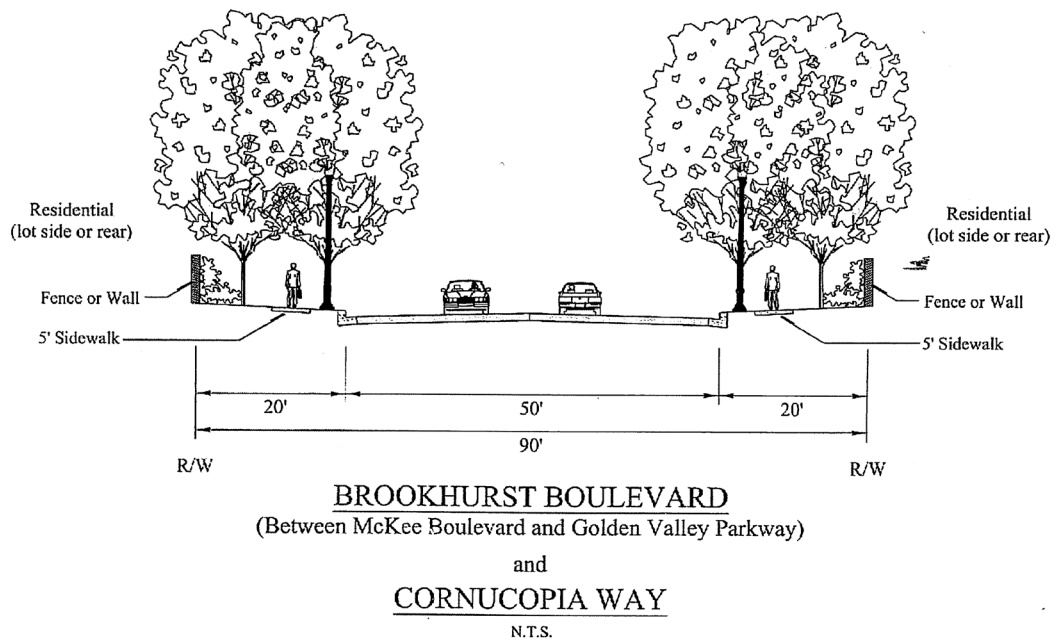 Residential
(lot side or rear)
Residential
(lot side or rear)
Fence or Wall
Fence or Wall
5' Sidewalk
5' Sidewalk
20'
50'
20'
90'
R/W
R/W
BROOKHURST BOULEVARD
(Between McKee Boulevard and Golden Valley Parkway)
and
CORNUCOPIA WAY
N.T.S.